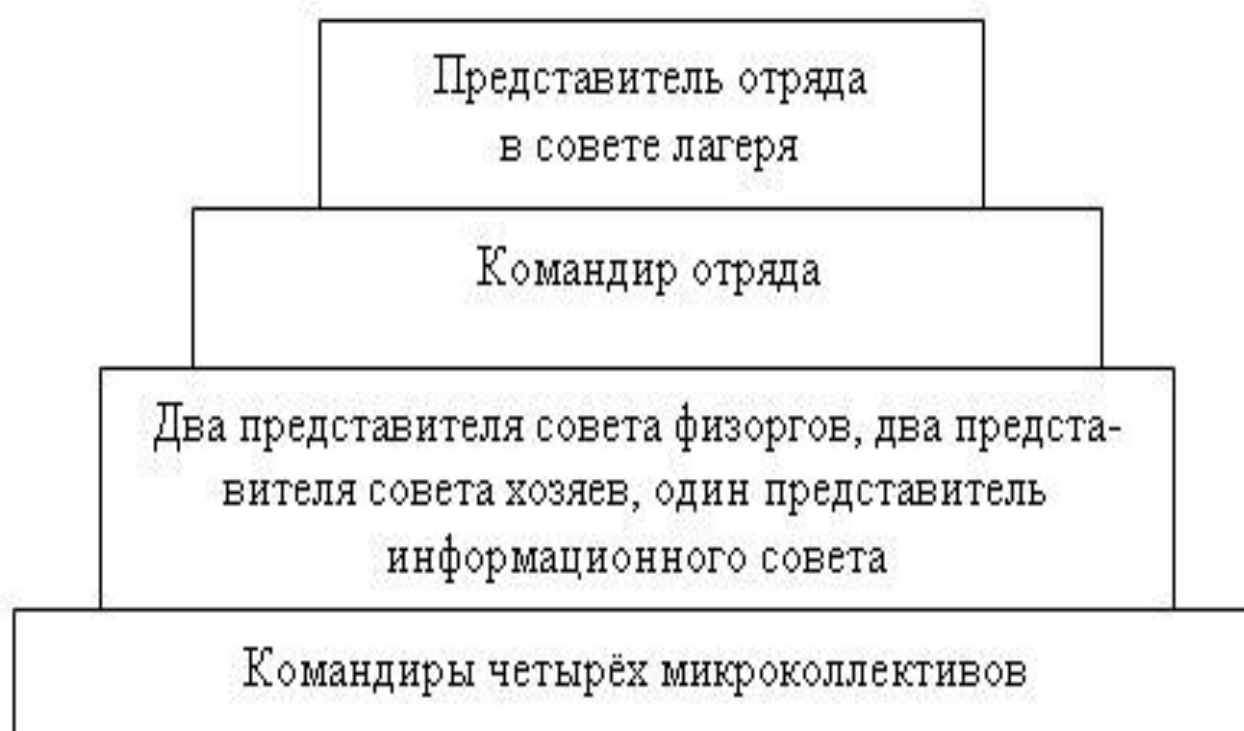 Представитель отряда
в совете лагеря
Командир отряда
Два представителя совета физоргов, два предста-
вителя совета хозяев, один представитель
информационного совета
Командиры четырёх микроколлективов